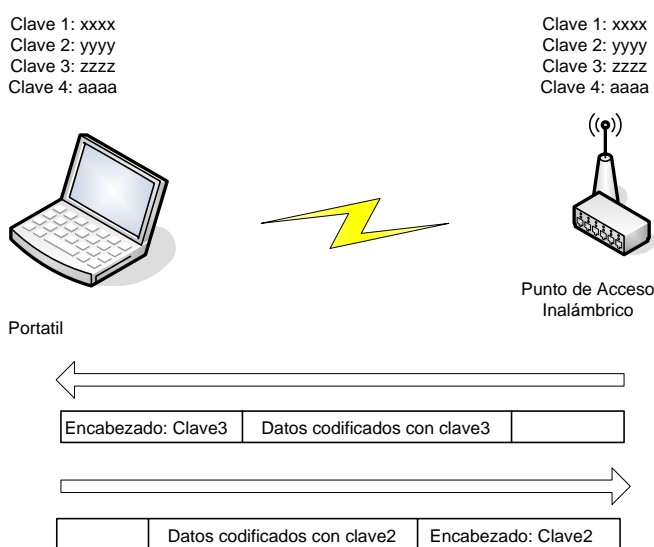 Clave 1: xxxx
Clave 2: yyyy
Clave 3: zzzz
Clave 4: aaaa
Clave 1: xxxx
Clave 2: yyyy
Clave 3: zzzz
Clave 4: aaaa
Punto de Acceso
Inalámbrico
Portatil
Encabezado: Clave3
Datos codificados con clave3
Datos codificados con clave2
Encabezado: Clave2